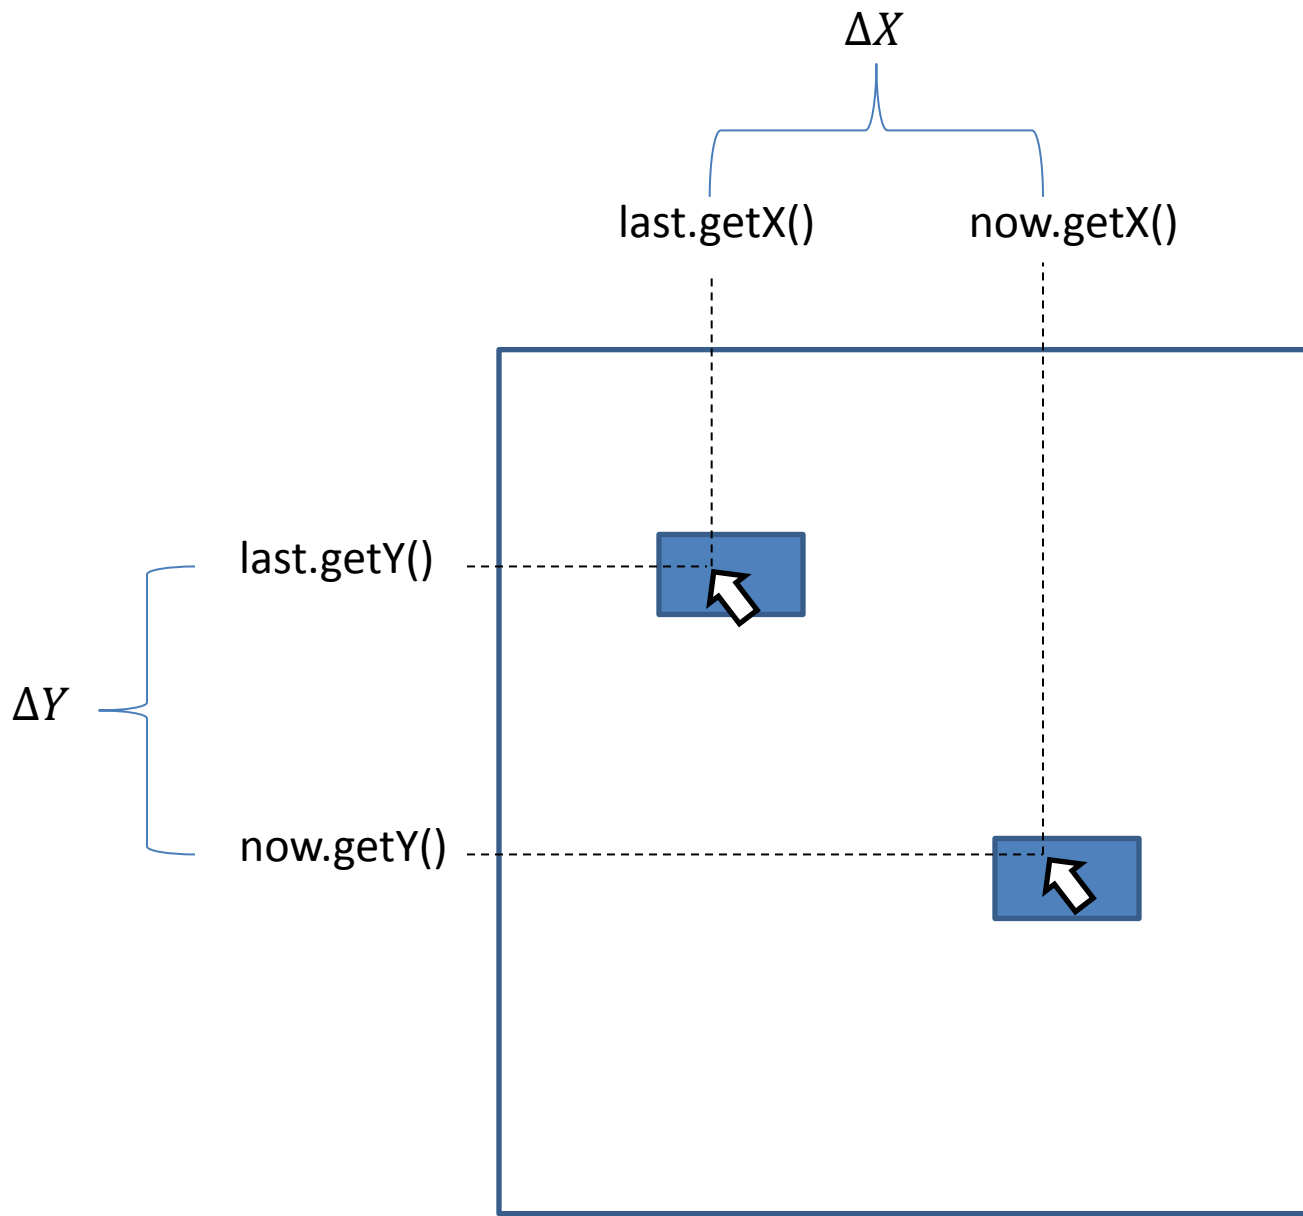 ΔX
last.getX() now.getX()
last.getY()
ΔY
now.getY()